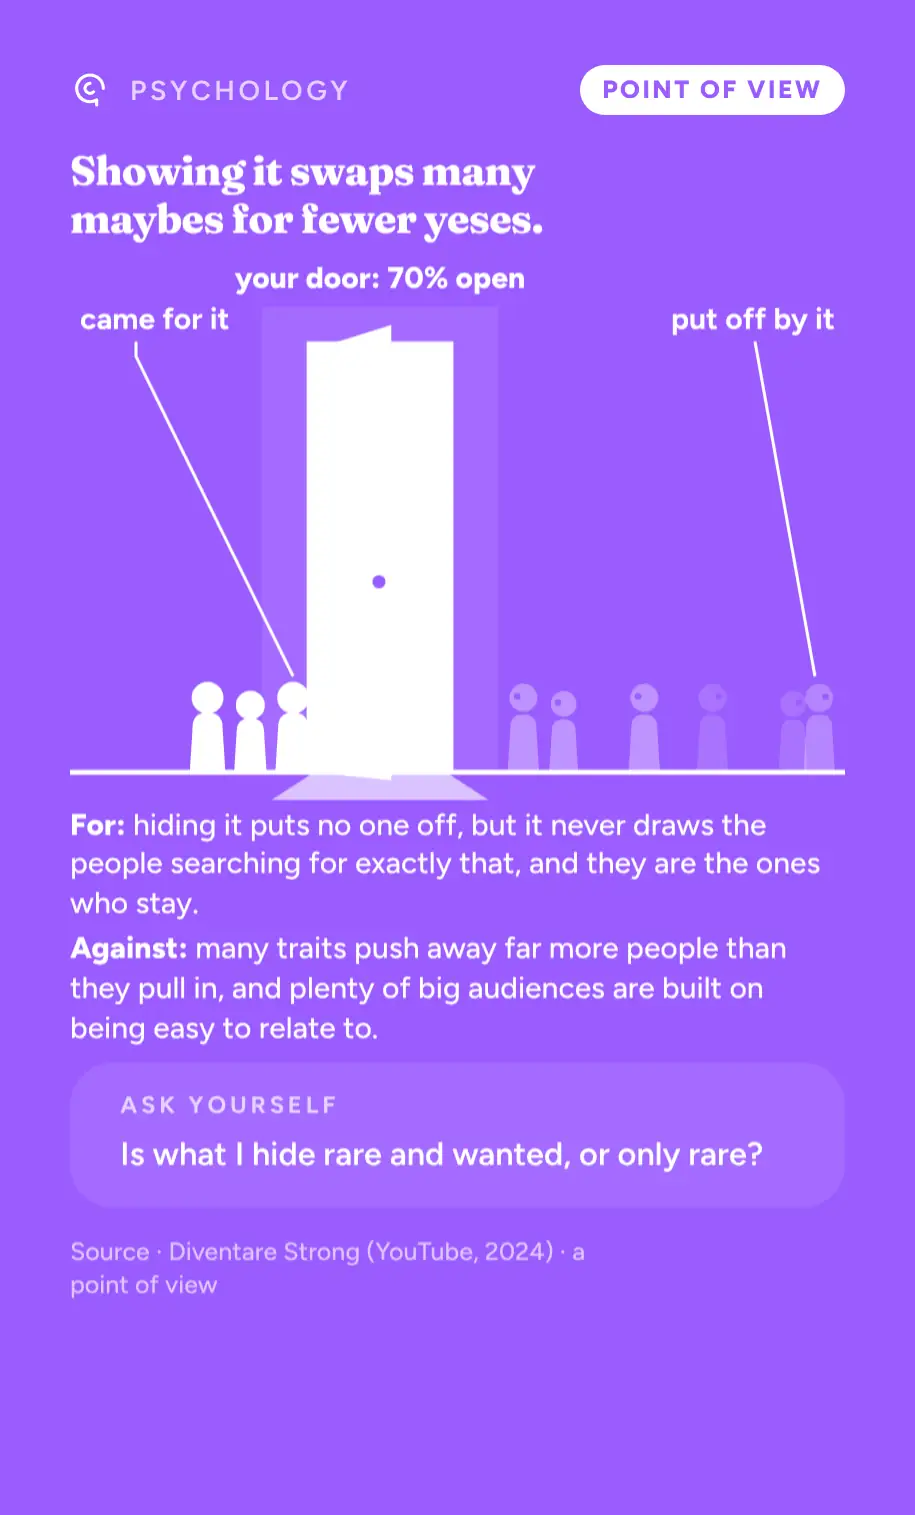 PSYCHOLOGY
POINT OF VIEW
Showing it swaps many
maybes for fewer yeses.
your door: 70% open
came for it
put off by it
For: hiding it puts no one off, but it never draws the
people searching for exactly that, and they are the ones
who stay.
Against: many traits push away far more people than
they pull in, and plenty of big audiences are built on
being easy to relate to.
ASK YOURSELF
Is what I hide rare and wanted, or only rare?
Source · Diventare Strong (YouTube, 2024) · a
point of view